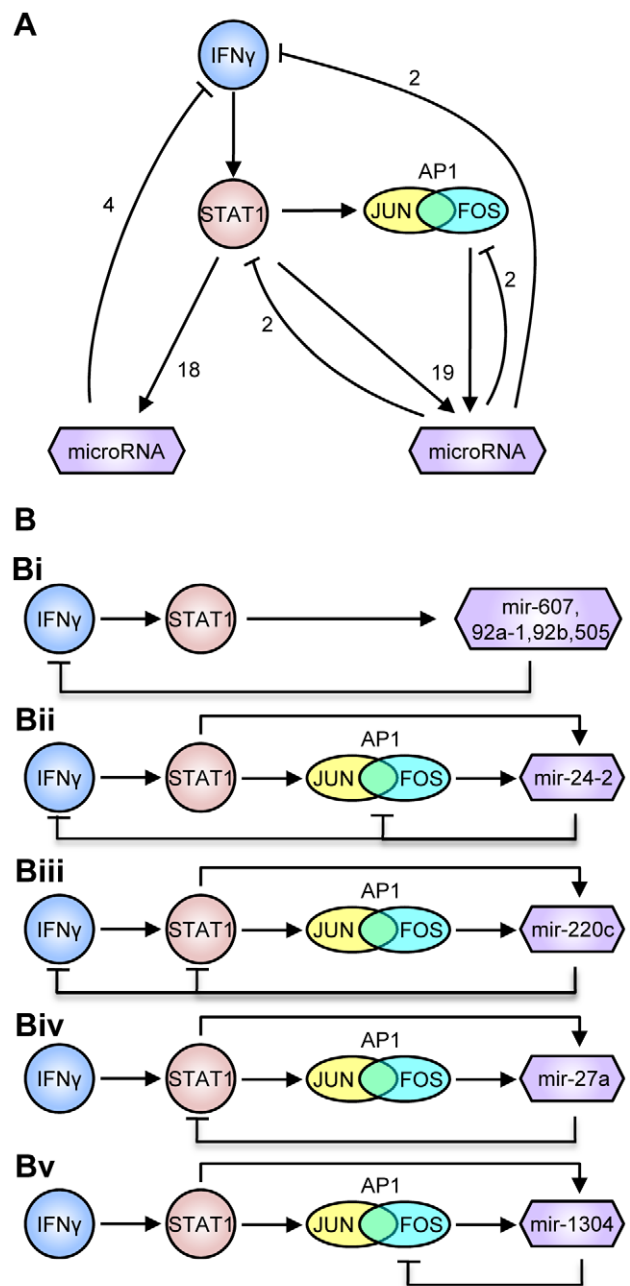 A
IFNγ
2
AP1
4
STAT1
JUN
FOS
2
2
18
19
microRNA
microRNA
B
Bi
IFNγ
STAT1
mir-607,
92a-1,92b,505
Bii
AP1
IFNγ
STAT1
JUN
FOS
mir-24-2
Biii
AP1
IFNγ
STAT1
JUN
FOS
mir-220c
Biv
AP1
IFNγ
STAT1
JUN
FOS
mir-27a
Bv
AP1
IFNγ
STAT1
JUN
FOS
mir-1304